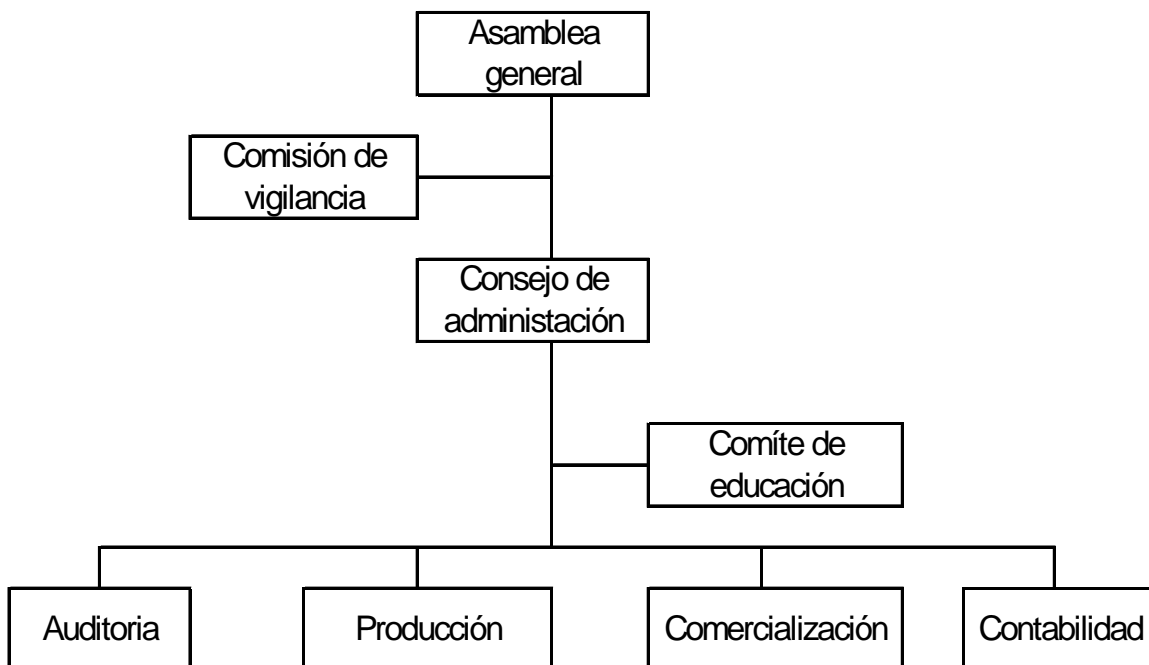 Asamblea
general
Comisión de
vigilancia
Consejo de
administación
Comíte de
educación
Auditoria
Producción
Comercialización
Contabilidad